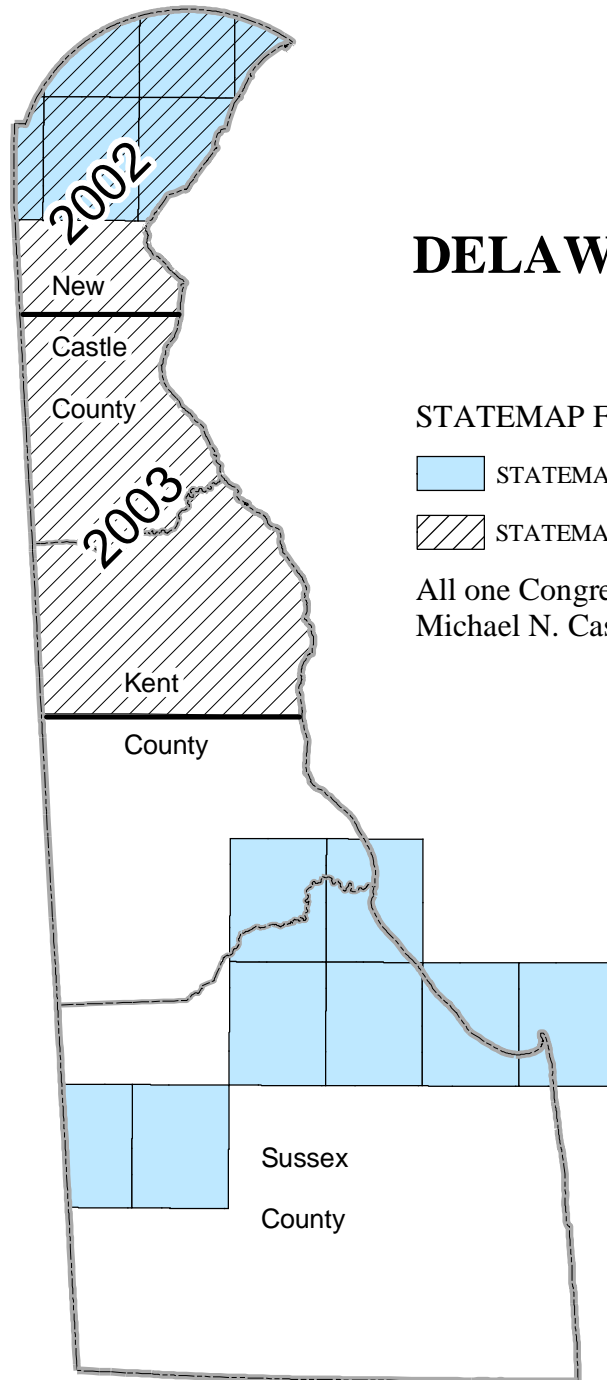 2002
DELAW
New
Castle
County
STATEMAP F
STATEMA
2003
STATEMA
All one Congre
Michael N. Cas
Kent
County
Sussex
County